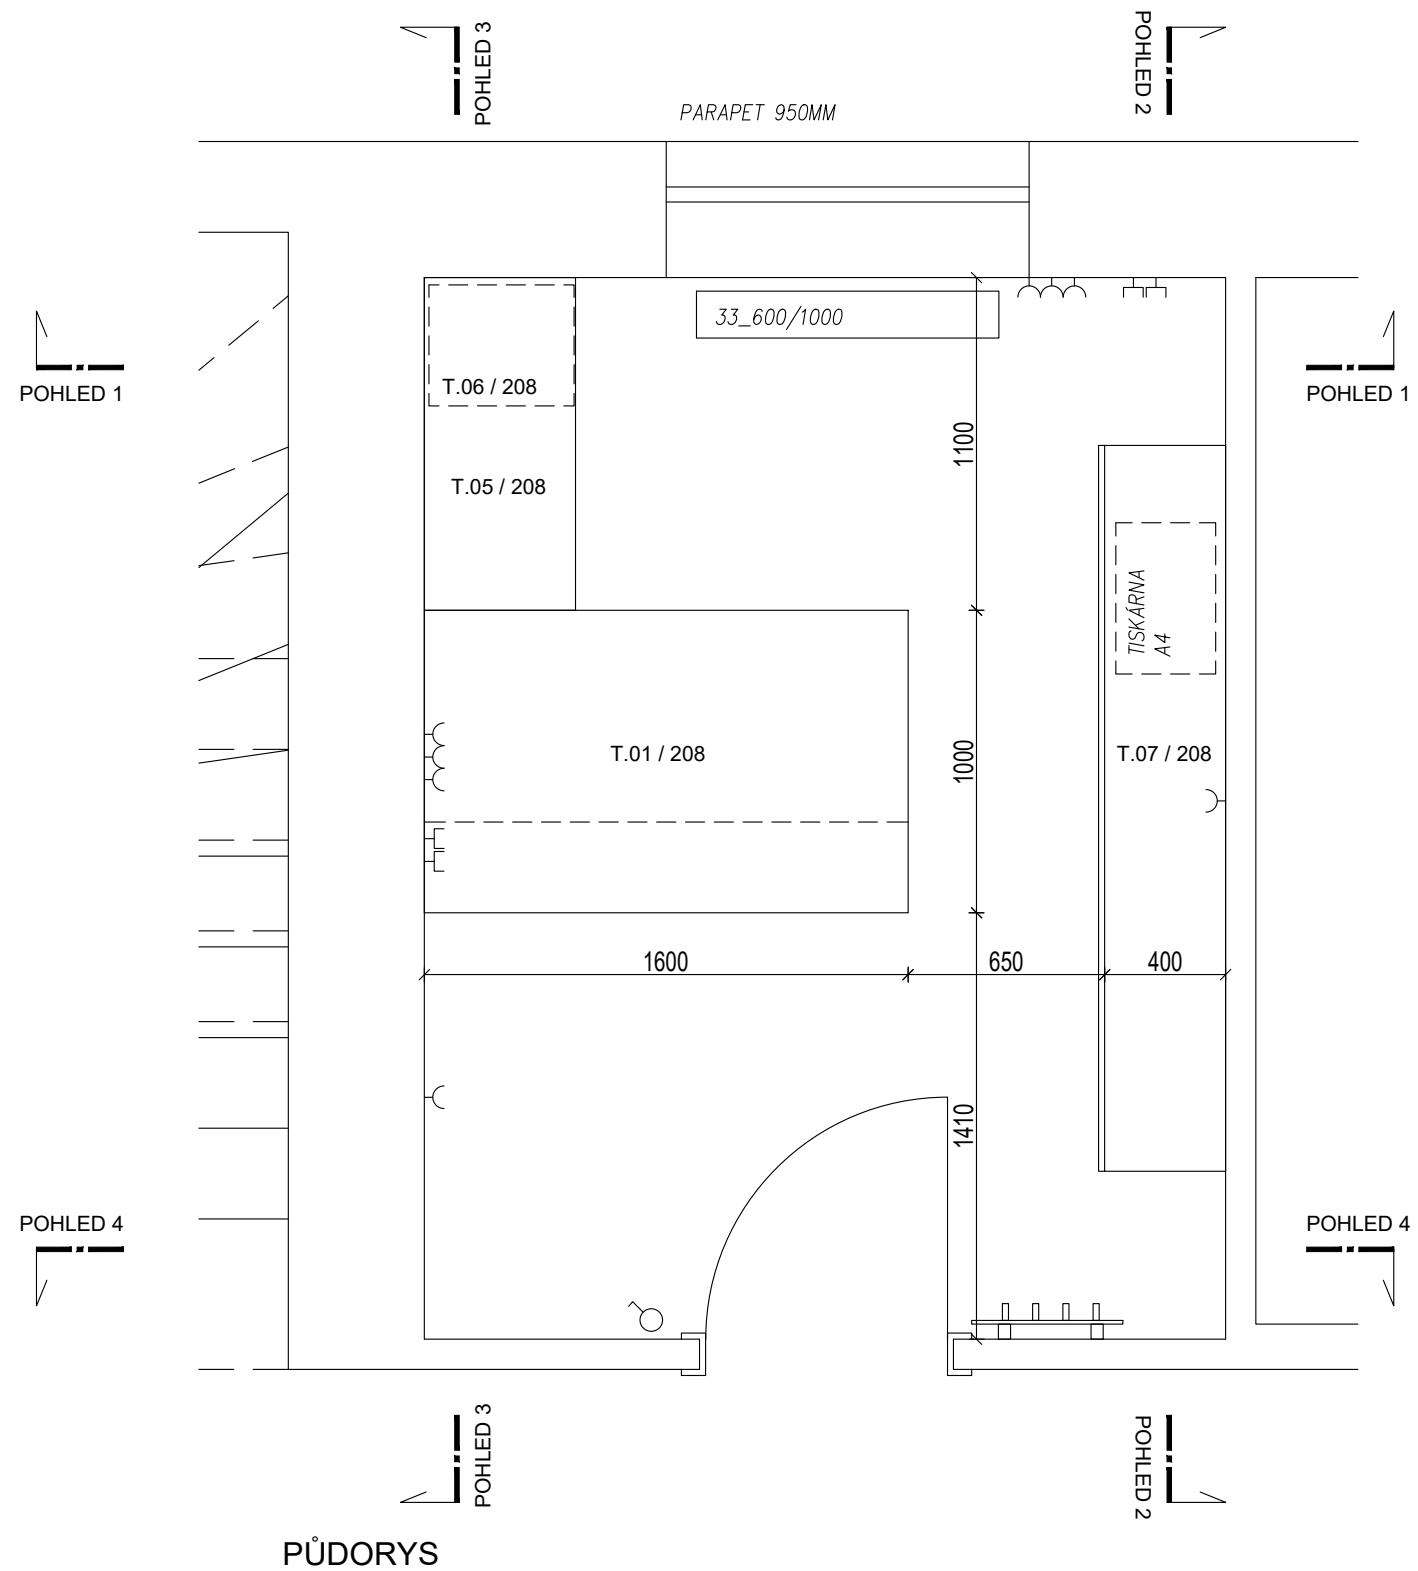 POHLED 3
POHLED 2
PARAPET 950MM
33_600/1000
POHLED 1
T.06 / 208
POHLED 1
1100
T.05 / 208
TISKÁRNA
A4
T.01 / 208
1000
T.07 / 208
1600
650
400
1410
POHLED 4
POHLED 4
POHLED 3
POHLED 2
PŮDORYS